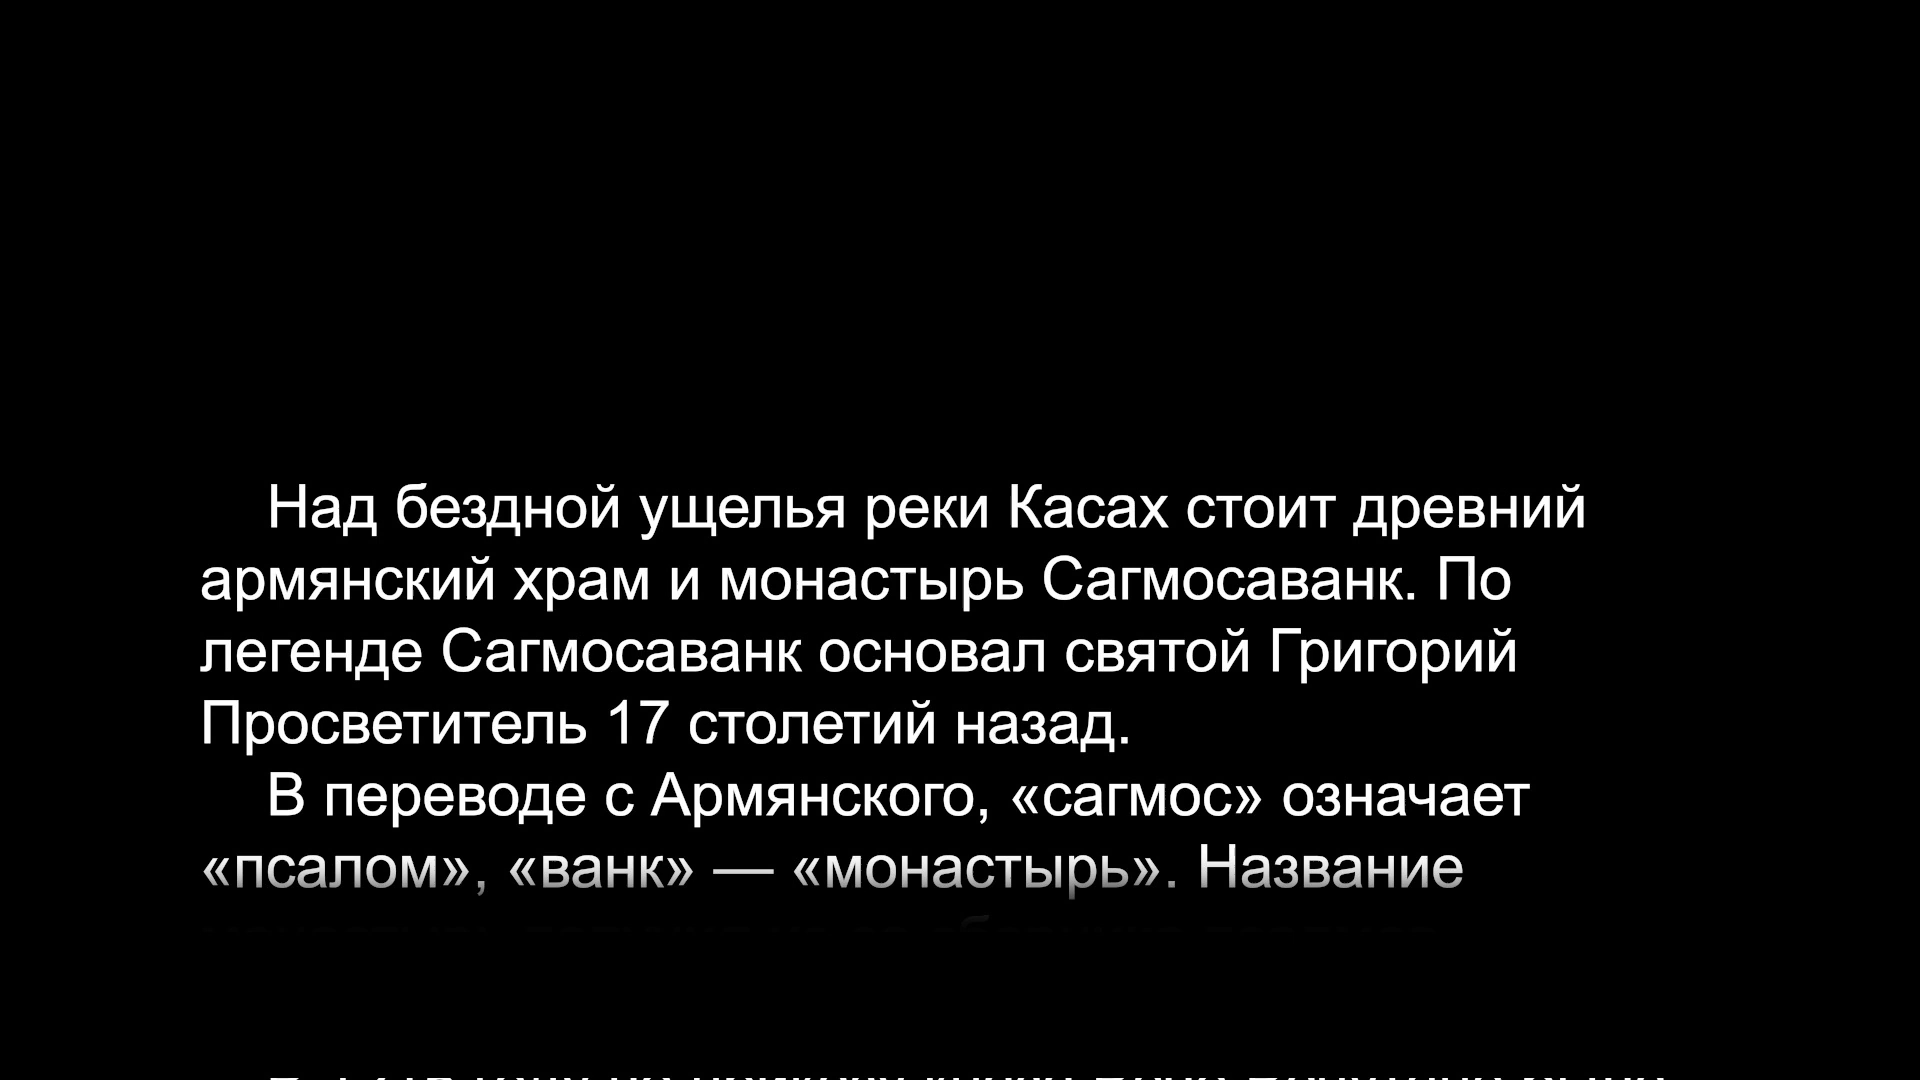 Над бездной ущелья реки Касах стоит древний
армянский храм и монастырь Сагмосаванк. По
легенде Сагмосаванк основал святой Григорий
Просветитель 17 столетий назад.
В переводе с Армянского, «сагмос» означает
«псалом», «ванк» — «монастырь». Название